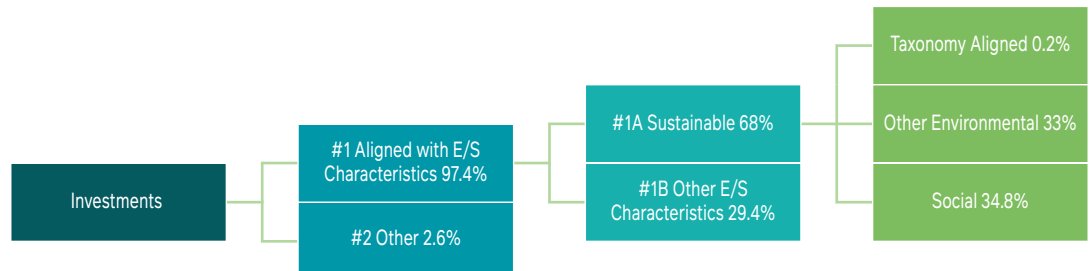 Investments
#1 Aligned with E/S
Characteristics 97.4%
#2 Other 2.6%
#1A Sustainable 68%
#1B Other E/S
Characteristics 29.4%
Taxonomy Aligned 0.2%
Other Environmental 33%
Social 34.8%